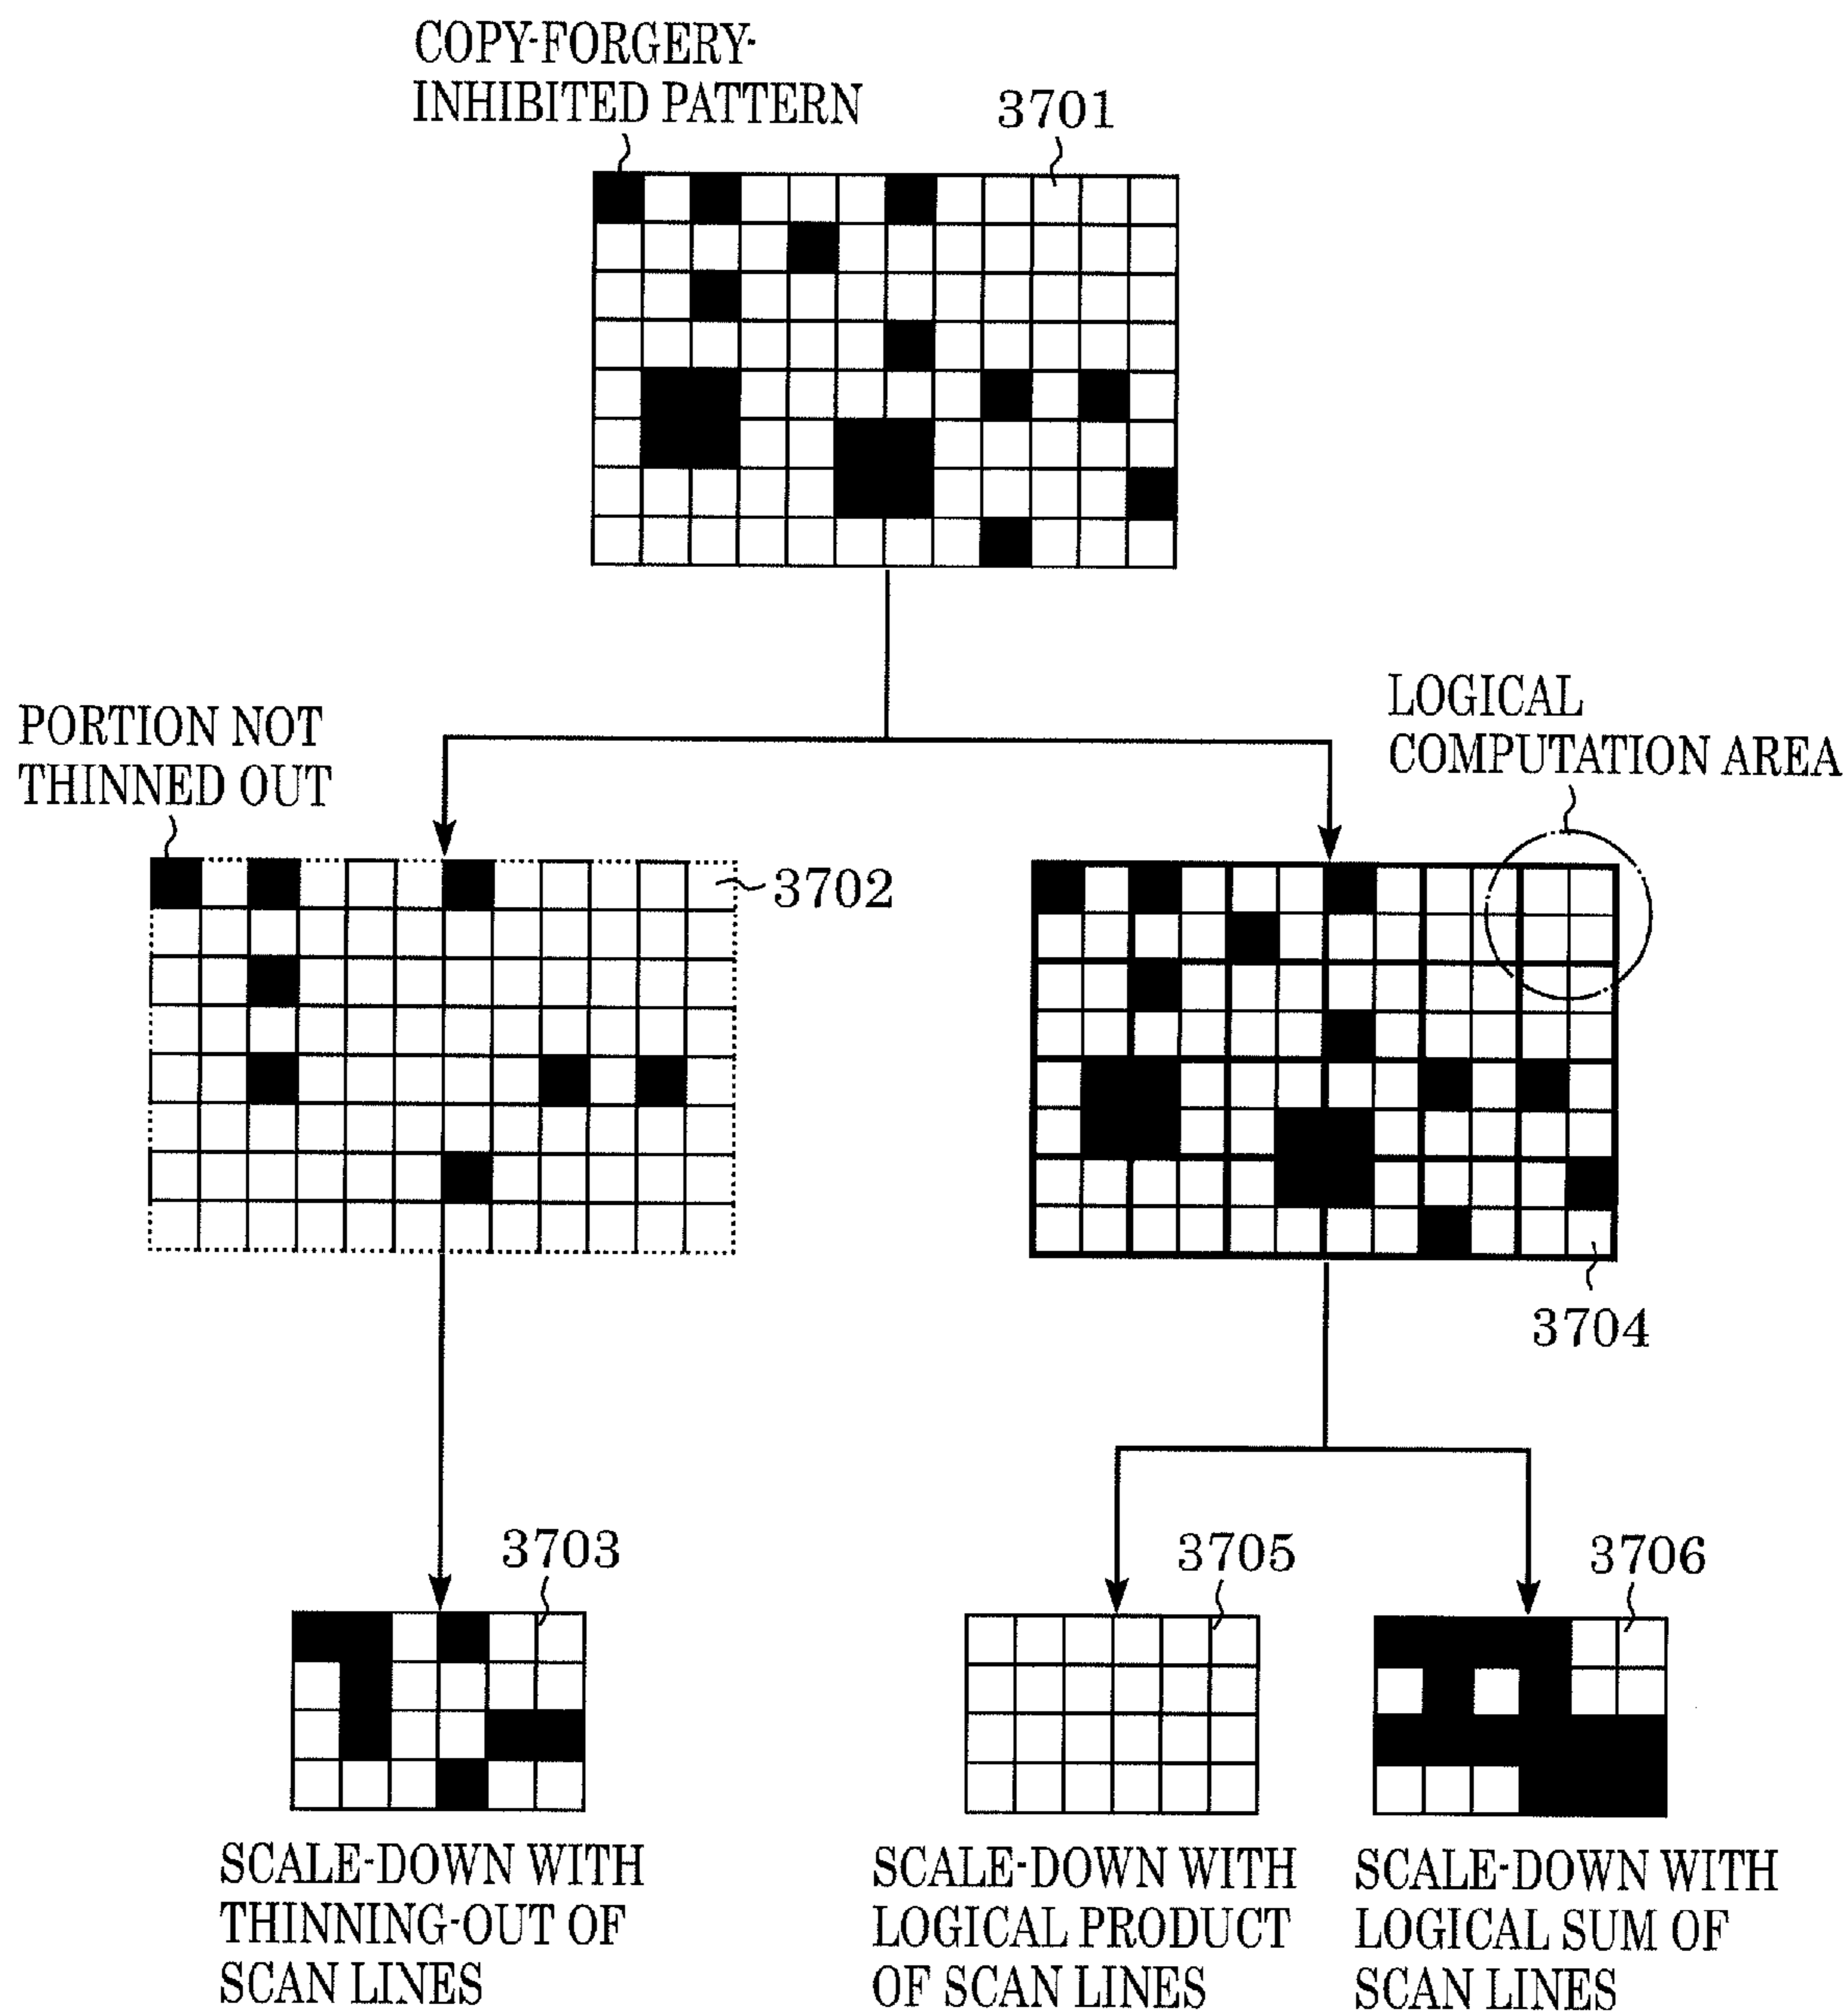 COPY-FORGERY-
INHIBITED PATTERN
3701
PORTION NOT
THINNED OUT
LOGICAL
COMPUTATION AREA
3702
3704
3703
3705
3706
SCALE-DOWN WITH
THINNING-OUT OF
SCAN LINES
SCALE-DOWN WITH
LOGICAL PRODUCT
OF SCAN LINES
SCALE-DOWN WITH
LOGICAL SUM OF
SCAN LINES